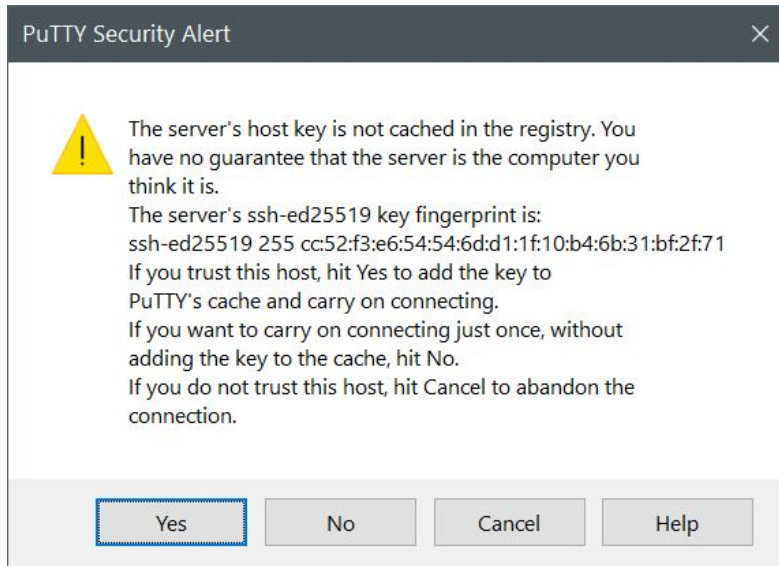 PuTTY Security Alert
The server's host key is not cached in the registry. You
have no guarantee that the server is the computer you
think it is.
The server's ssh-ed25519 key fingerprint is:
ssh-ed25519 255 cc:52:f3:e6:54:54:6d:d1:1f:10:b4:6b:31:bf:2f:71
If you trust this host, hit Yes to add the key to
PuTTY's cache and carry on connecting.
If you want to carry on connecting just once, without
adding the key to the cache, hit No.
If you do not trust this host, hit Cancel to abandon the
connection.
Yes No Cancel Help